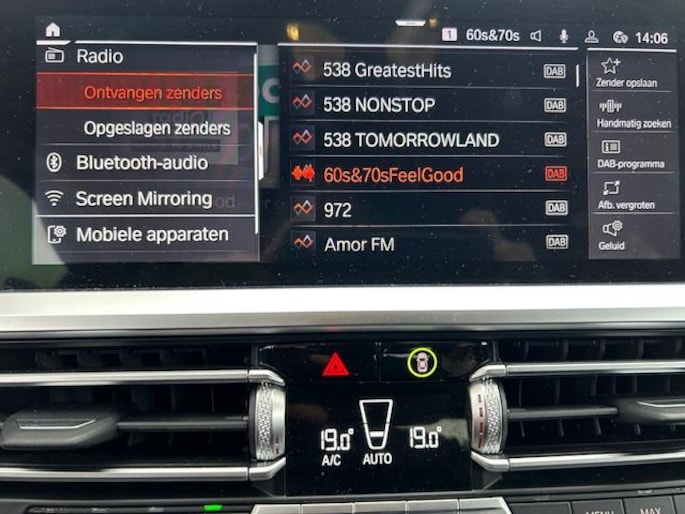 1 60s&70s 14:06
Radio
Ontvangen zenders
Opgeslagen zenders
Bluetooth-audio
Screen Mirroring
Mobiele apparaten
538 GreatestHits DAB
538 NONSTOP DAB
538 TOMORROWLAND DAB
60s&70sFeelGood DAB
972 DAB
Amor FM DAB
Zender opslaan
Handmatig zoeken
DAB-programma
Afb. vergroten
Geluid
19.0° 19.0°
A/C AUTO
MENU MAX